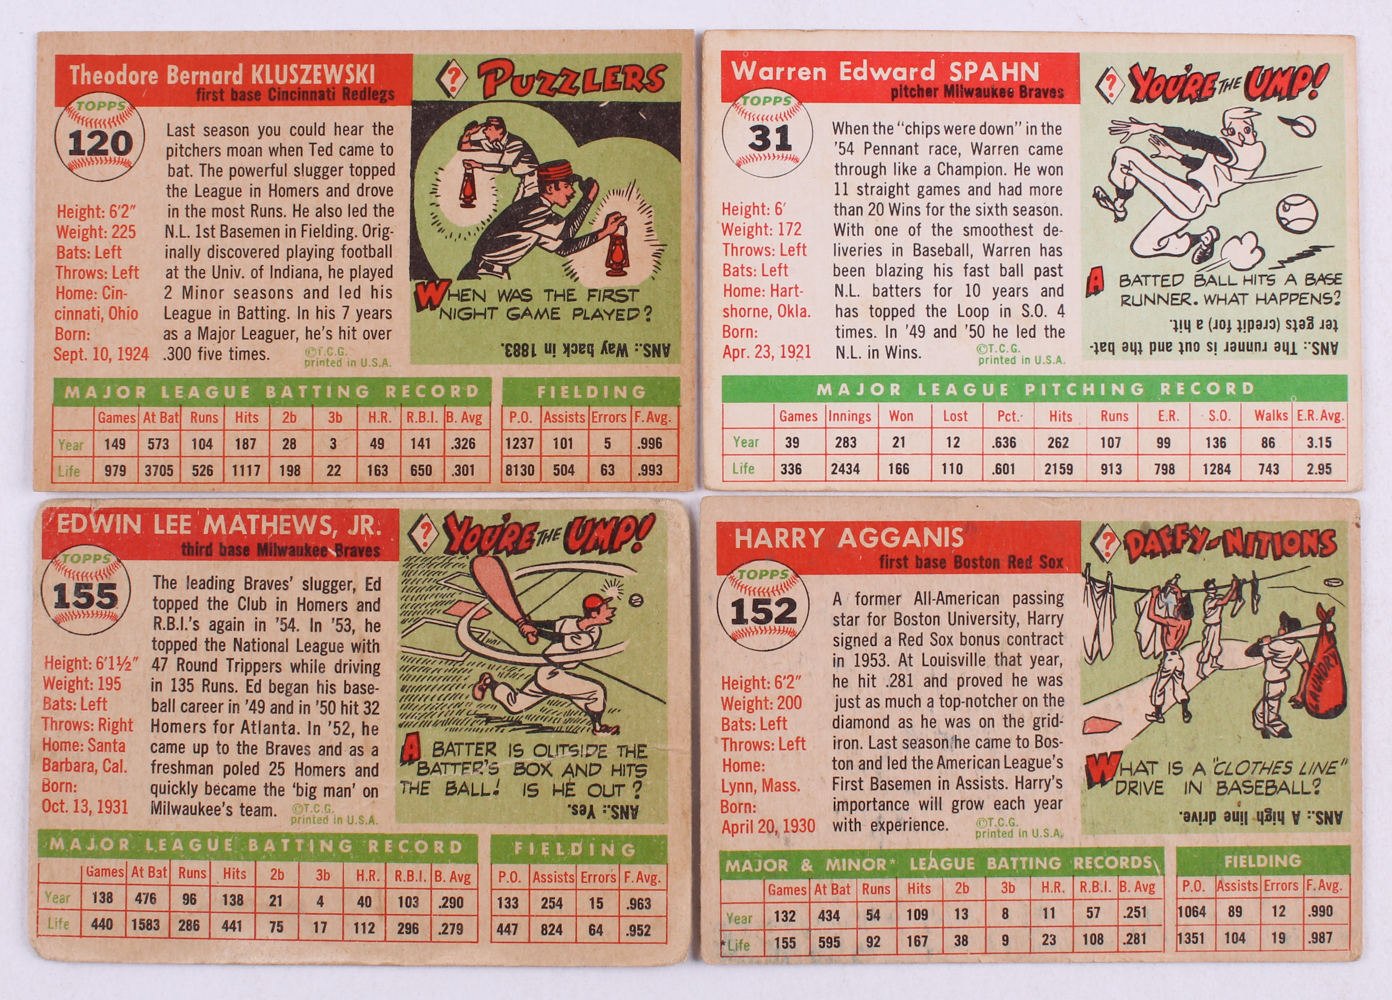 Theodore Bernard KLUSZEWSKI
first base Cincinnati Redlegs
TOPPS
120
Last season you could hear the
pitchers moan when Ted came to
bat. The powerful slugger topped
the League in Homers and drove
in the most Runs. He also led the
N.L. 1st Basemen in Fielding. Orig-
inally discovered playing football
at the Univ. of Indiana, he played
2 Minor seasons and led his
League in Batting. In his 7 years
as a Major Leaguer, he's hit over
.300 five times.
©T.C.G.
printed in U.S.A.
Height: 6'2"
Weight: 225
Bats: Left
Throws: Left
Home: Cin-
cinnati, Ohio
Born:
Sept. 10, 1924
? PUZZLERS
WHEN WAS THE FIRST
NIGHT GAME PLAYED?
ANS.: Way back in 1883.
MAJOR LEAGUE BATTING RECORD FIELDING
Games At Bat Runs Hits 2b 3b H.R. R.B.I. B. Avg P.O. Assists Errors F. Avg.
Year 149 573 104 187 28 3 49 141 .326 1237 101 5 .996
Life 979 3705 526 1117 198 22 163 650 .301 8130 504 63 .993
Warren Edward SPAHN
pitcher Milwaukee Braves
TOPPS
31
When the "chips were down" in the
'54 Pennant race, Warren came
through like a Champion. He won
11 straight games and had more
than 20 Wins for the sixth season.
With one of the smoothest de-
liveries in Baseball, Warren has
been blazing his fast ball past
N.L. batters for 10 years and
has topped the Loop in S.O. 4
times. In '49 and '50 he led the
N.L. in Wins.
©T.C.G.
printed in U.S.A.
Height: 6'
Weight: 172
Throws: Left
Bats: Left
Home: Hart-
shorne, Okla.
Born:
Apr. 23, 1921
? YOU'RE THE UMP!
A BATTED BALL HITS A BASE
RUNNER. WHAT HAPPENS?
ANS.: The runner is out and the bat-
ter gets (credit for) a hit.
MAJOR LEAGUE PITCHING RECORD
Games Innings Won Lost Pct. Hits Runs E.R. S.O. Walks E.R. Avg.
Year 39 283 21 12 .636 262 107 99 136 86 3.15
Life 336 2434 166 110 .601 2159 913 798 1284 743 2.95
EDWIN LEE MATHEWS, JR.
third base Milwaukee Braves
TOPPS
155
The leading Braves' slugger, Ed
topped the Club in Homers and
R.B.I.'s again in '54. In '53, he
topped the National League with
47 Round Trippers while driving
in 135 Runs. Ed began his base-
ball career in '49 and in '50 hit 32
Homers for Atlanta. In '52, he
came up to the Braves and as a
freshman poled 25 Homers and
quickly became the 'big man' on
Milwaukee's team.
©T.C.G.
printed in U.S.A.
Height: 6'1½"
Weight: 195
Bats: Left
Throws: Right
Home: Santa
Barbara, Cal.
Born:
Oct. 13, 1931
? YOU'RE THE UMP!
A BATTER IS OUTSIDE THE
BATTER'S BOX AND HITS
THE BALL! IS HE OUT?
ANS.: Yes.
MAJOR LEAGUE BATTING RECORD FIELDING
Games At Bat Runs Hits 2b 3b H.R. R.B.I. B. Avg P.O. Assists Errors F. Avg.
Year 138 476 96 138 21 4 40 103 .290 133 254 15 .963
Life 440 1583 286 441 75 17 112 296 .279 447 824 64 .952
HARRY AGGANIS
first base Boston Red Sox
TOPPS
152
A former All-American passing
star for Boston University, Harry
signed a Red Sox bonus contract
in 1953. At Louisville that year,
he hit .281 and proved he was
just as much a top-notcher on the
diamond as he was on the grid-
iron. Last season he came to Bos-
ton and led the American League's
First Basemen in Assists. Harry's
importance will grow each year
with experience.
©T.C.G.
printed in U.S.A.
Height: 6'2"
Weight: 200
Bats: Left
Throws: Left
Home:
Lynn, Mass.
Born:
April 20, 1930
? DAFFY-NITIONS
LAUNDRY
WHAT IS A "CLOTHES LINE"
DRIVE IN BASEBALL?
ANS.: A high line drive.
MAJOR & MINOR* LEAGUE BATTING RECORDS FIELDING
Games At Bat Runs Hits 2b 3b H.R. R.B.I. B. Avg P.O. Assists Errors F. Avg.
Year 132 434 54 109 13 8 11 57 .251 1064 89 12 .990
*Life 155 595 92 167 38 9 23 108 .281 1351 104 19 .987